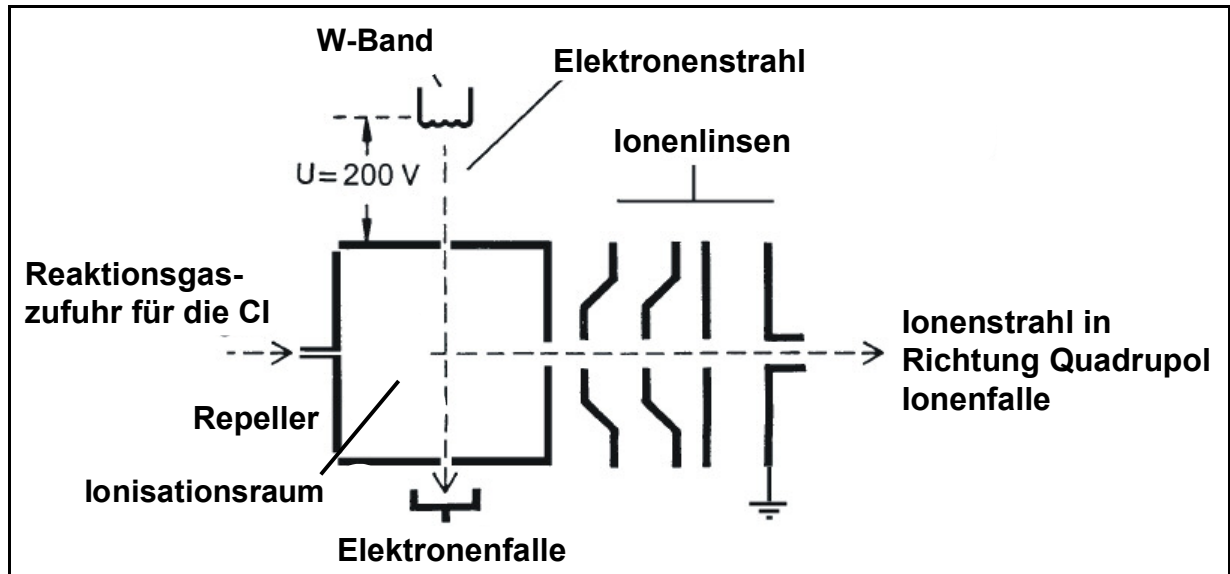 W-Band
Elektronenstrahl
Ionenlinsen
U= 200 V
Reaktionsgas-
zufuhr für die CI
Ionenstrahl in
Richtung Quadrupol
Ionenfalle
Repeller
Ionisationsraum
Elektronenfalle